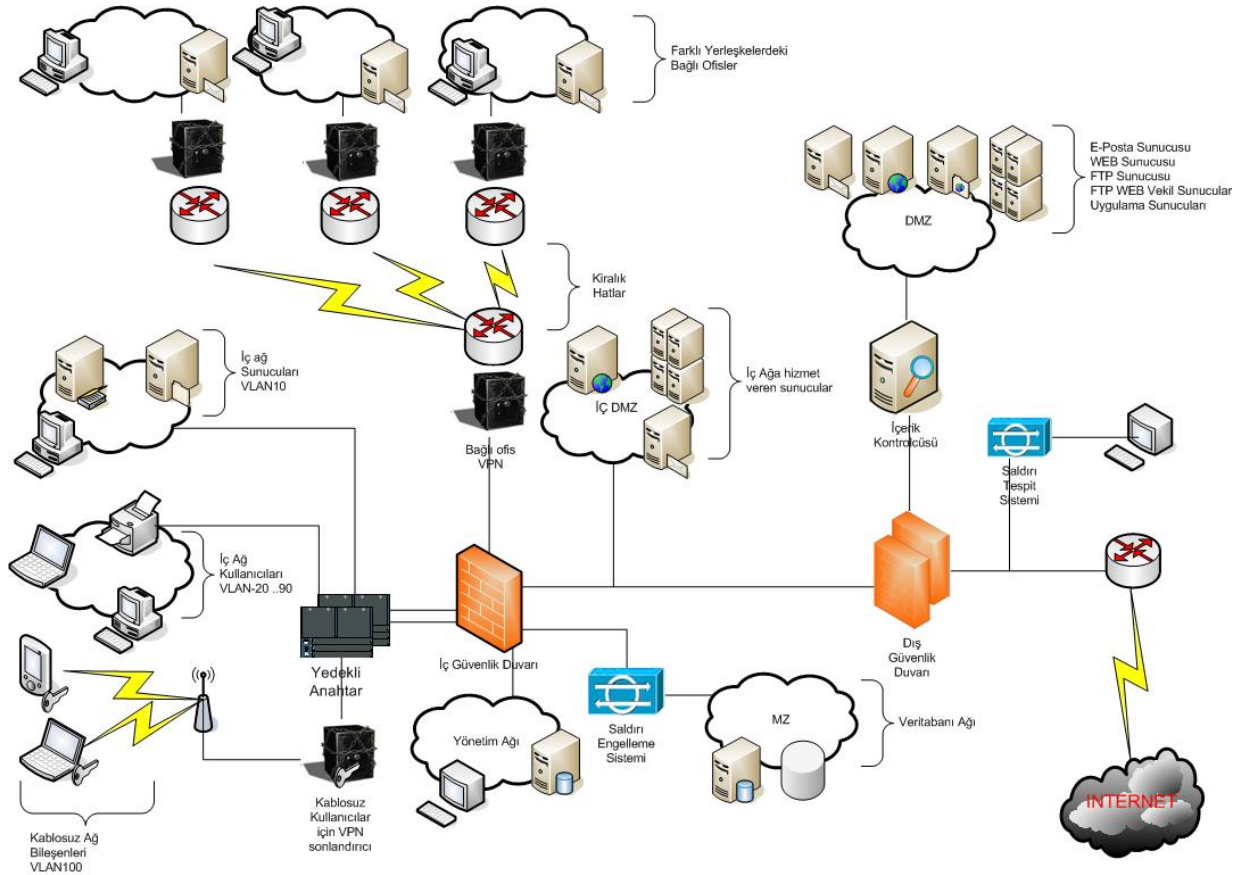 Farklı Yerleşkelerdeki
Bağlı Ofisler
E-Posta Sunucusu
WEB Sunucusu
FTP Sunucusu
FTP WEB Vekil Sunucular
Uygulama Sunucuları
DMZ
Kiralık
Hatlar
İç ağ
Sunucuları
VLAN10
İÇ DMZ
İç Ağa hizmet
veren sunucular
İçerik
Kontrolcüsü
Bağlı ofis
VPN
Saldırı
Tespit
Sistemi
İç Ağ
Kullanıcıları
VLAN-20 ..90
Yedekli
Anahtar
İç Güvenlik Duvarı
Dış
Güvenlik
Duvarı
Yönetim Ağı
Saldırı
Engelleme
Sistemi
MZ
Veritabanı Ağı
Kablosuz
Kullanıcılar
için VPN
sonlandırıcı
INTERNET
Kablosuz Ağ
Bileşenleri
VLAN100